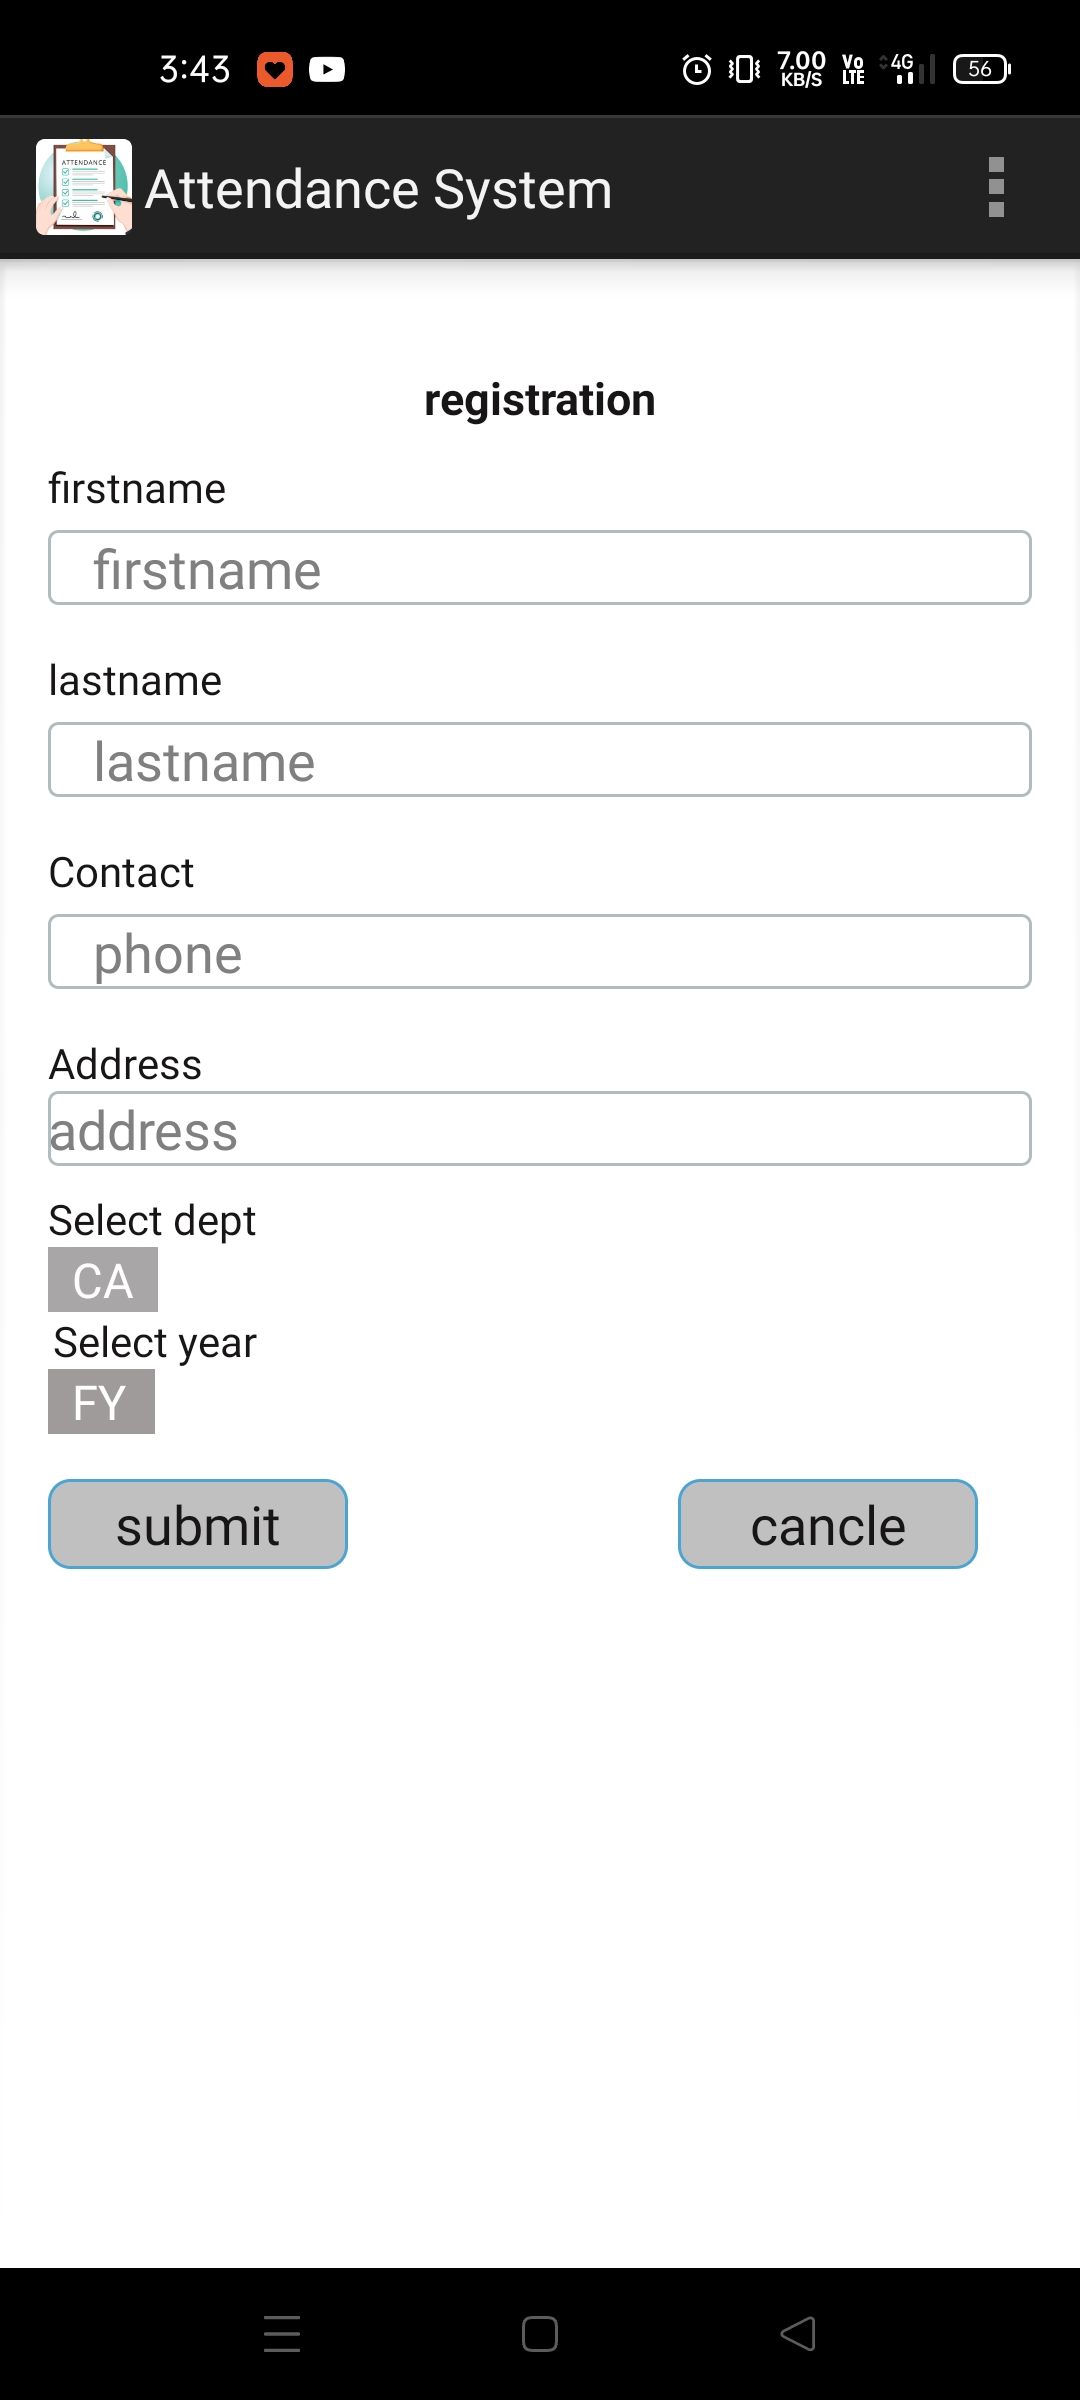 3:43 7.00 KB/S Vo LTE 4G 56
ATTENDANCE
Attendance System
registration
firstname
firstname
lastname
lastname
Contact
phone
Address
address
Select dept
CA
Select year
FY
submit cancle